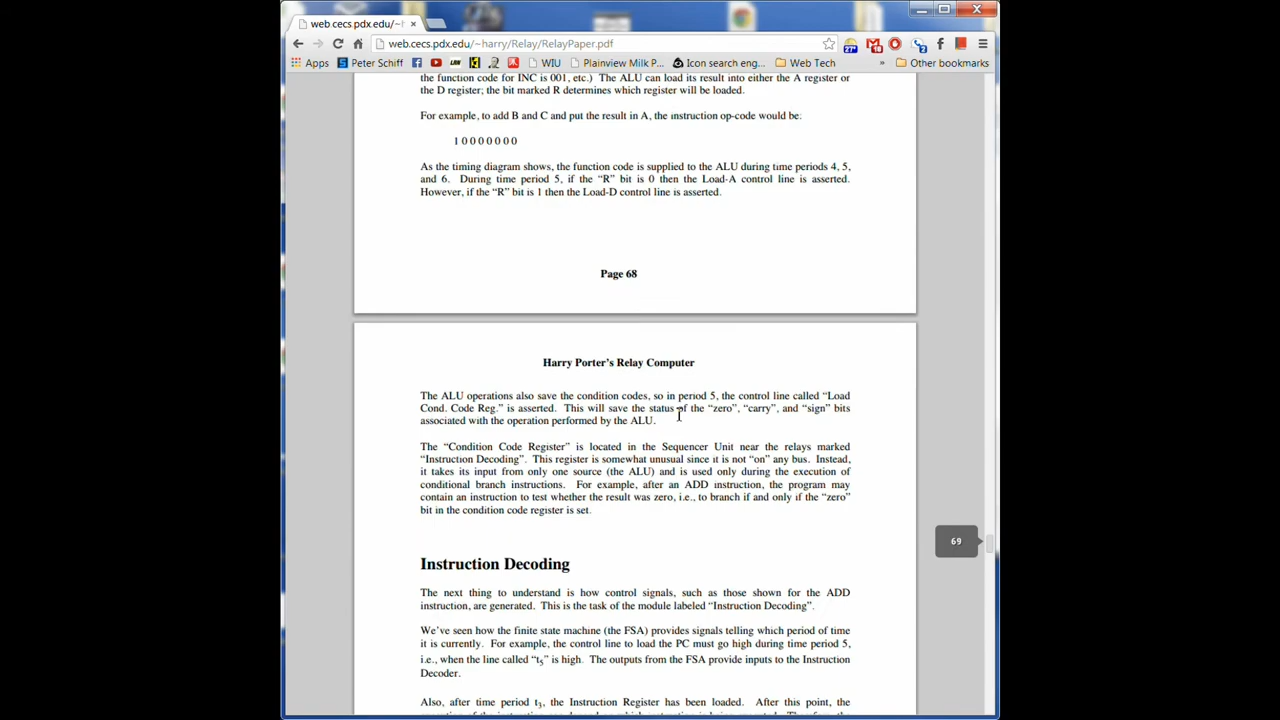 web.cecs.pdx.edu/~h
web.cecs.pdx.edu/~harry/Relay/RelayPaper.pdf
27°
10
2
Apps Peter Schiff LAW WIU Plainview Milk P... Icon search eng... Web Tech » Other bookmarks
the function code for INC is 001, etc.) The ALU can load its result into either the A register or
the D register; the bit marked R determines which register will be loaded.
For example, to add B and C and put the result in A, the instruction op-code would be:
1 0 0 0 0 0 0 0
As the timing diagram shows, the function code is supplied to the ALU during time periods 4, 5,
and 6. During time period 5, if the “R” bit is 0 then the Load-A control line is asserted.
However, if the “R” bit is 1 then the Load-D control line is asserted.
Page 68
Harry Porter’s Relay Computer
The ALU operations also save the condition codes, so in period 5, the control line called “Load
Cond. Code Reg.” is asserted. This will save the status of the “zero”, “carry”, and “sign” bits
associated with the operation performed by the ALU.
The “Condition Code Register” is located in the Sequencer Unit near the relays marked
“Instruction Decoding”. This register is somewhat unusual since it is not “on” any bus. Instead,
it takes its input from only one source (the ALU) and is used only during the execution of
conditional branch instructions. For example, after an ADD instruction, the program may
contain an instruction to test whether the result was zero, i.e., to branch if and only if the “zero”
bit in the condition code register is set.
69
Instruction Decoding
The next thing to understand is how control signals, such as those shown for the ADD
instruction, are generated. This is the task of the module labeled “Instruction Decoding”.
We’ve seen how the finite state machine (the FSA) provides signals telling which period of time
it is currently. For example, the control line to load the PC must go high during time period 5,
i.e., when the line called “t5” is high. The outputs from the FSA provide inputs to the Instruction
Decoder.
Also, after time period t3, the Instruction Register has been loaded. After this point, the